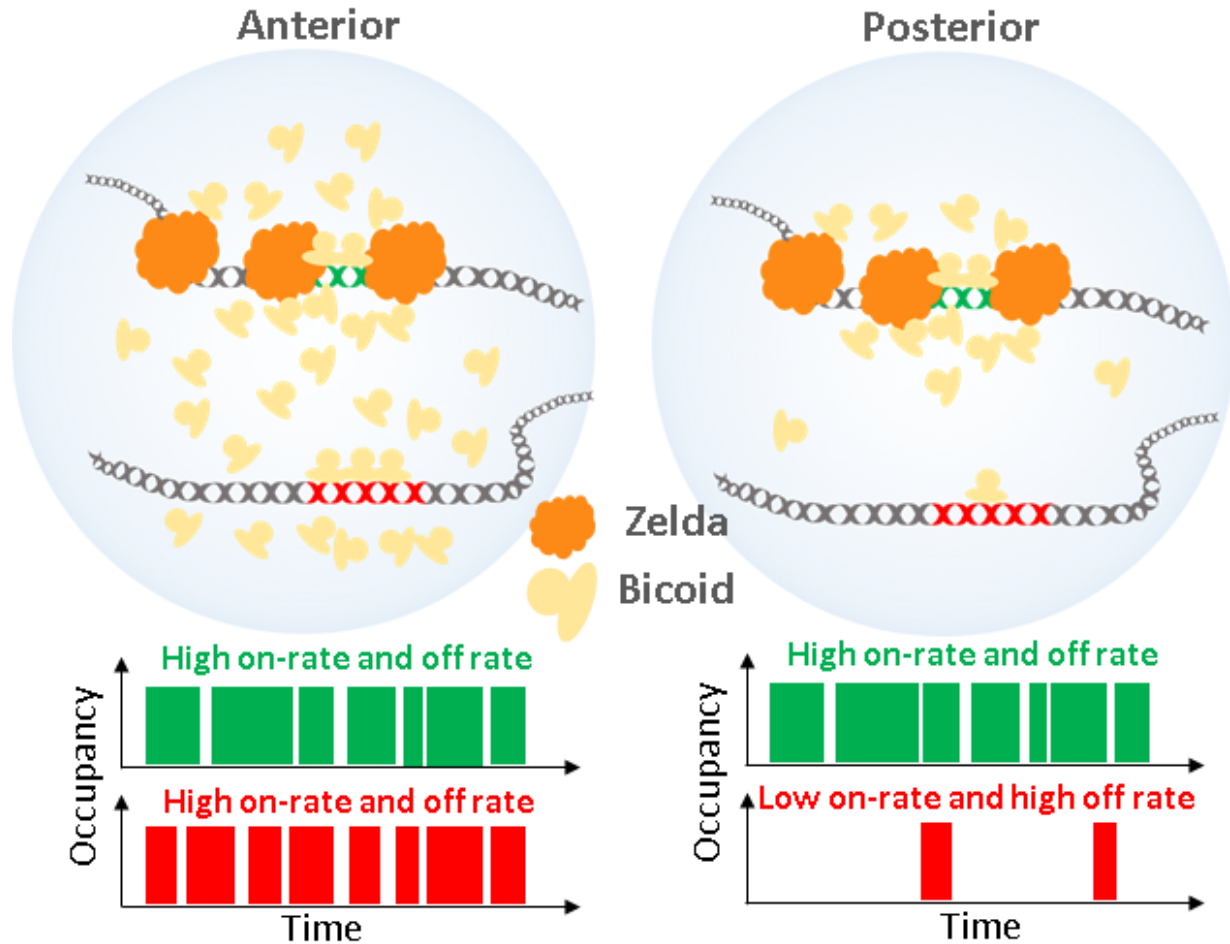 Anterior
Posterior
Zelda
Bicoid
High on-rate and off rate
High on-rate and off rate
Occupancy
Time
High on-rate and off rate
Low on-rate and high off rate
Occupancy
Time